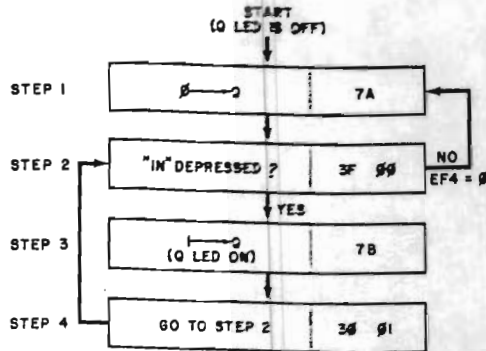 START
(Q LED IS OFF)
STEP 1
Ø → Q
7A
STEP 2
"IN" DEPRESSED ?
3F ØØ
NO
EF4 = Ø
YES
STEP 3
1 → Q
(Q LED ON)
7B
STEP 4
GO TO STEP 2
3Ø Ø1